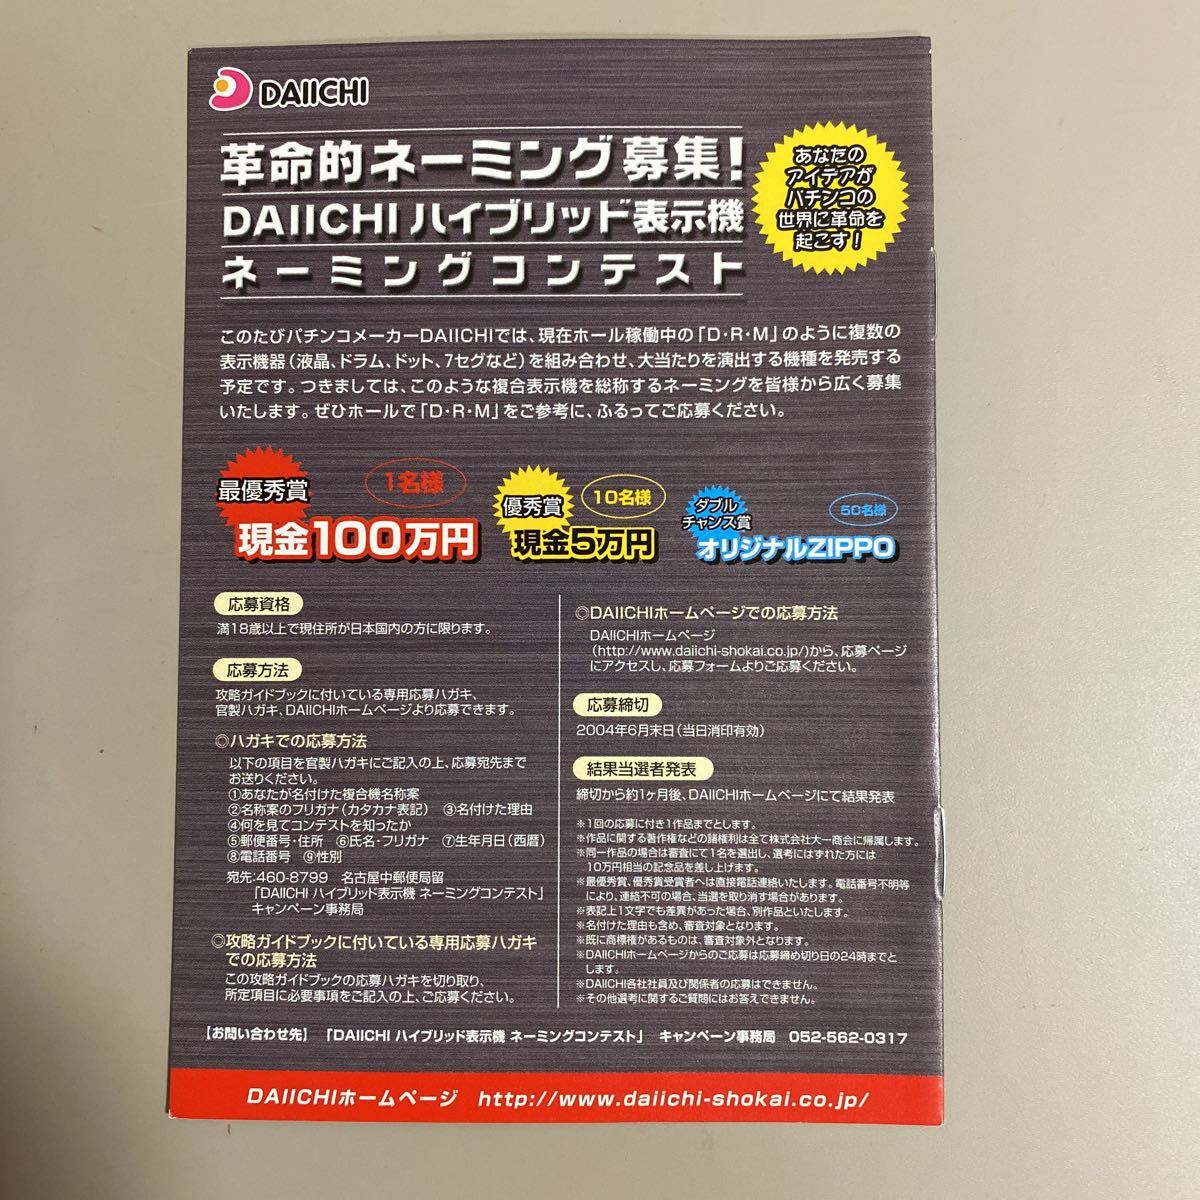 DAIICHI
革命的ネーミング募集!
DAIICHI ハイブリッド表示機
ネーミングコンテスト
あなたの
アイデアが
パチンコの
世界に革命を
起こす!
このたびパチンコメーカーDAIICHIでは、現在ホール稼働中の「D・R・M」のように複数の
表示機器(液晶、ドラム、ドット、7セグなど)を組み合わせ、大当たりを演出する機種を発売する
予定です。つきましては、このような複合表示機を総称するネーミングを皆様から広く募集
いたします。ぜひホールで「D・R・M」をご参考に、ふるってご応募ください。
最優秀賞
1名様
現金100万円
優秀賞
10名様
現金5万円
ダブル
チャンス賞
50名様
オリジナルZIPPO
応募資格
満18歳以上で現住所が日本国内の方に限ります。
応募方法
攻略ガイドブックに付いている専用応募ハガキ、
官製ハガキ、DAIICHIホームページより応募できます。
◎ハガキでの応募方法
以下の項目を官製ハガキにご記入の上、応募宛先まで
お送りください。
①あなたが名付けた複合機名称案
②名称案のフリガナ(カタカナ表記) ③名付けた理由
④何を見てコンテストを知ったか
⑤郵便番号・住所 ⑥氏名・フリガナ ⑦生年月日(西暦)
⑧電話番号 ⑨性別
宛先:460-8799 名古屋中郵便局留
「DAIICHI ハイブリッド表示機 ネーミングコンテスト」
キャンペーン事務局
◎攻略ガイドブックに付いている専用応募ハガキ
での応募方法
この攻略ガイドブックの応募ハガキを切り取り、
所定項目に必要事項をご記入の上、ご応募ください。
◎DAIICHIホームページでの応募方法
DAIICHIホームページ
(http://www.daiichi-shokai.co.jp/)から、応募ページ
にアクセスし、応募フォームよりご応募ください。
応募締切
2004年6月末日(当日消印有効)
結果当選者発表
締切から約1ヶ月後、DAIICHIホームページにて結果発表
※1回の応募に付き1作品までとします。
※作品に関する著作権などの諸権利は全て株式会社大一商会に帰属します。
※同一作品の場合は審査にて1名を選出し、選考にはずれた方には
10万円相当の記念品を差し上げます。
※最優秀賞、優秀賞受賞者へは直接電話連絡いたします。電話番号不明等
により、連絡不可の場合、当選を取り消す場合があります。
※表記上1文字でも差異があった場合、別作品といたします。
※名付けた理由も含め、審査対象となります。
※既に商標権があるものは、審査対象外となります。
※DAIICHIホームページからのご応募は応募締め切り日の24時までと
します。
※DAIICHI各社社員及び関係者の応募はできません。
※その他選考に関するご質問にはお答えできません。
【お問い合わせ先】 「DAIICHI ハイブリッド表示機 ネーミングコンテスト」 キャンペーン事務局 052-562-0317
DAIICHIホームページ http://www.daiichi-shokai.co.jp/